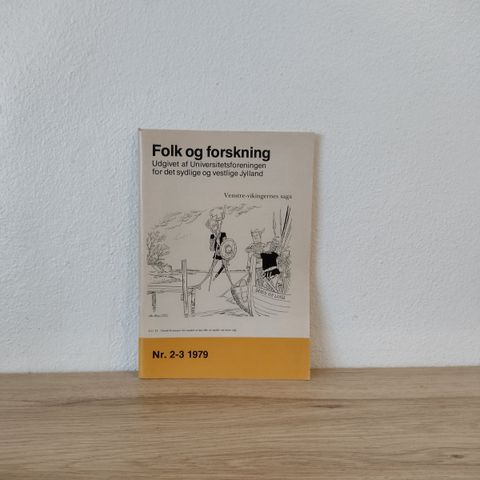 Folk og forskning
Udgivet af Universitetsforeningen
for det sydlige og vestlige Jylland
Venstre-vikingernes saga
Nr. 2-3 1979